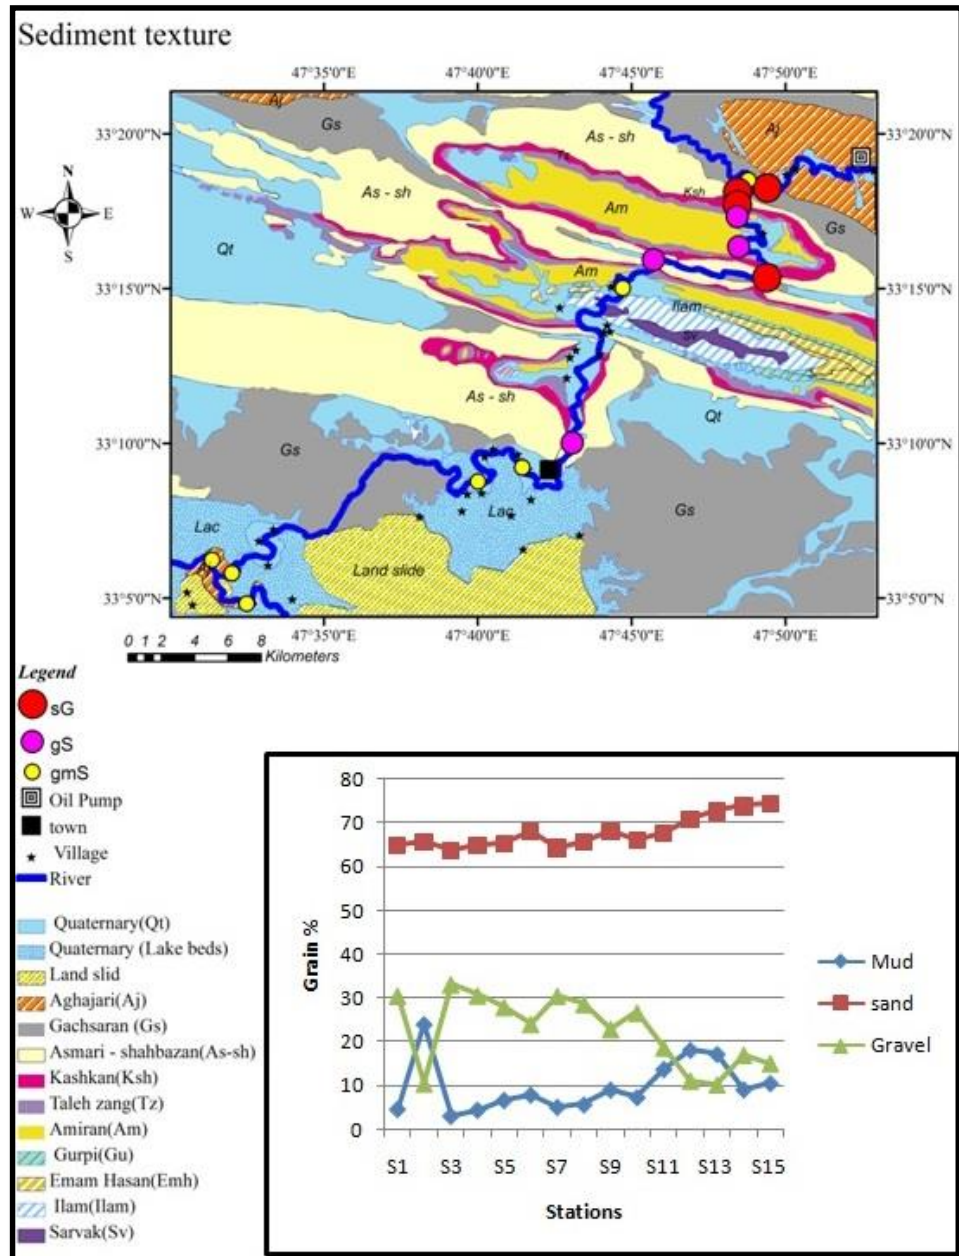 Sediment texture
47°35'0"E 47°40'0"E 47°45'0"E 47°50'0"E
33°20'0"N 33°20'0"N
33°15'0"N 33°15'0"N
33°10'0"N 33°10'0"N
33°5'0"N 33°5'0"N
N
W E
S
Aj
Gs
As - sh
Aj
Tz
As - sh
Ksh
Am
Gs
Qt
Am
Ilam
Sv
As - sh
Qt
Gs
Gs
Lac
Lac
Land slide
47°35'0"E 47°40'0"E 47°45'0"E 47°50'0"E
0 1 2 4 6 8
Kilometers
Legend
sG
gS
gmS
Oil Pump
town
Village
River
Quaternary(Qt)
Quaternary (Lake beds)
Land slid
Aghajari(Aj)
Gachsaran (Gs)
Asmari - shahbazan(As-sh)
Kashkan(Ksh)
Taleh zang(Tz)
Amiran(Am)
Gurpi(Gu)
Emam Hasan(Emh)
Ilam(Ilam)
Sarvak(Sv)
80
70
60
50
40
30
20
10
0
Grain %
S1 S3 S5 S7 S9 S11 S13 S15
Stations
Mud
sand
Gravel